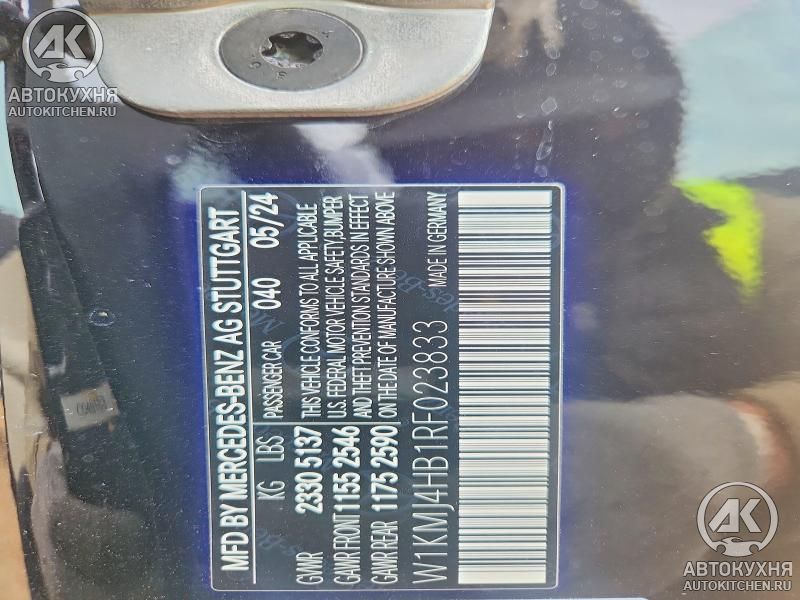 AK
АВТОКУХНЯ
AUTOKITCHEN.RU
MFD BY MERCEDES-BENZ AG STUTTGART
KG LBS PASSENGER CAR 040 05/24
GVWR 2330 5137 THIS VEHICLE CONFORMS TO ALL APPLICABLE
GAWR FRONT 1155 2546 U.S. FEDERAL MOTOR VEHICLE SAFETY, BUMPER
AND THEFT PREVENTION STANDARDS IN EFFECT
GAWR REAR 1175 2590 ON THE DATE OF MANUFACTURE SHOWN ABOVE
W1KMJ4HB1RF023833 MADE IN GERMANY
AK
АВТОКУХНЯ
AUTOKITCHEN.RU